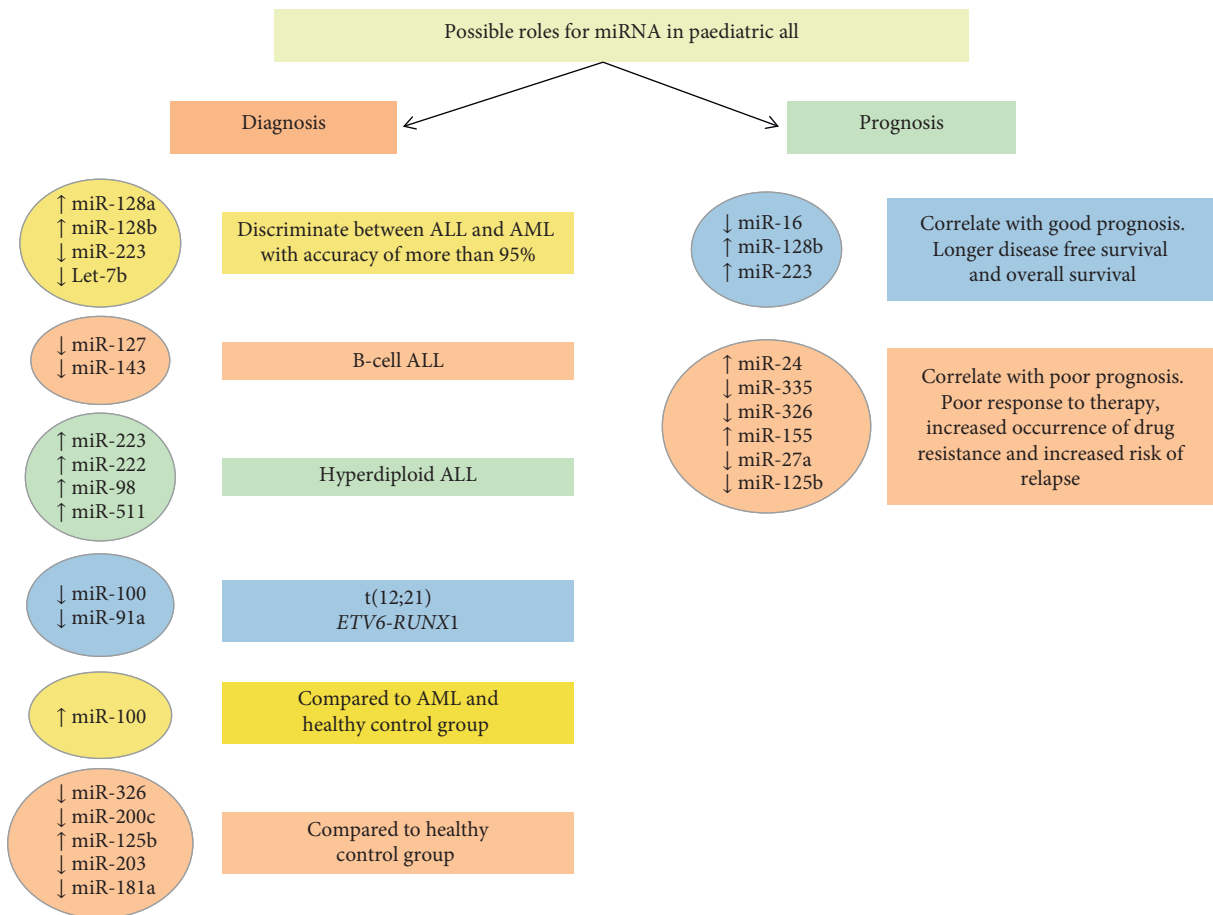 Possible roles for miRNA in paediatric all
Diagnosis
↑ miR-128a
↑ miR-128b
↓ miR-223
↓ Let-7b
Discriminate between ALL and AML
with accuracy of more than 95%
↓ miR-127
↓ miR-143
B-cell ALL
↑ miR-223
↑ miR-222
↑ miR-98
↑ miR-511
Hyperdiploid ALL
↓ miR-100
↓ miR-91a
t(12;21)
ETV6-RUNX1
↑ miR-100
Compared to AML and
healthy control group
↓ miR-326
↓ miR-200c
↑ miR-125b
↓ miR-203
↓ miR-181a
Compared to healthy
control group
Prognosis
↓ miR-16
↑ miR-128b
↑ miR-223
Correlate with good prognosis.
Longer disease free survival
and overall survival
↑ miR-24
↓ miR-335
↓ miR-326
↑ miR-155
↓ miR-27a
↓ miR-125b
Correlate with poor prognosis.
Poor response to therapy,
increased occurrence of drug
resistance and increased risk of
relapse